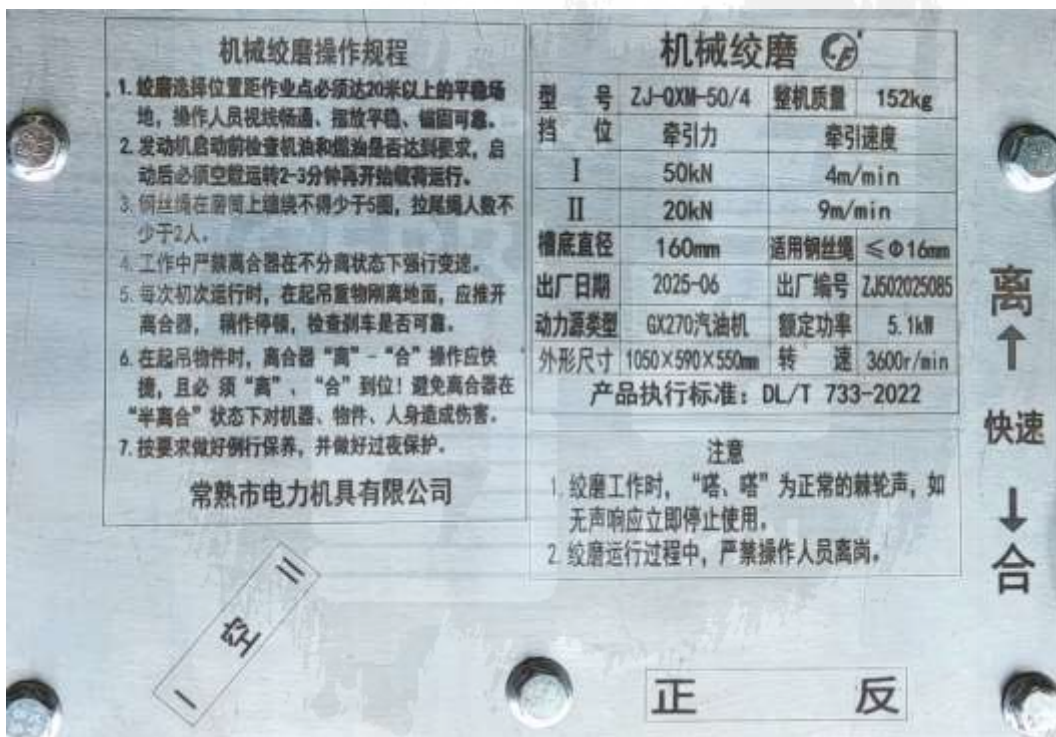 机械绞磨操作规程
1. 绞磨选择位置距作业点必须达20米以上的平稳场
地，操作人员视线畅通、摆放平稳、锚固可靠。
2. 发动机启动前检查机油和燃油是否达到要求，启
动后必须空载运转2-3分钟再开始载荷运行。
3. 钢丝绳在磨筒上缠绕不得少于5圈，拉尾绳人数不
少于2人。
4. 工作中严禁离合器在不分离状态下强行变速。
5. 每次初次运行时，在起吊重物刚离地面，应推开
离合器， 稍作停顿，检查刹车是否可靠。
6. 在起吊物件时，离合器“离”-“合”操作应快
捷，且必 须“离”、“合”到位！避免离合器在
“半离合”状态下对机器、物件、人身造成伤害。
7. 按要求做好例行保养，并做好过夜保护。
常熟市电力机具有限公司
机械绞磨 CF
型 号 ZJ-QXM-50/4 整机质量 152kg
挡 位 牵引力 牵引速度
I 50kN 4m/min
II 20kN 9m/min
槽底直径 160mm 适用钢丝绳 ≤Φ16mm
出厂日期 2025-06 出厂编号 ZJ502025085
动力源类型 GX270汽油机 额定功率 5.1kW
外形尺寸 1050×590×550mm 转 速 3600r/min
产品执行标准：DL/T 733-2022
注意
1. 绞磨工作时，“嗒、嗒”为正常的棘轮声，如
无声响应立即停止使用。
2. 绞磨运行过程中，严禁操作人员离岗。
离
↑
快速
↓
合
I 空 II
正 反